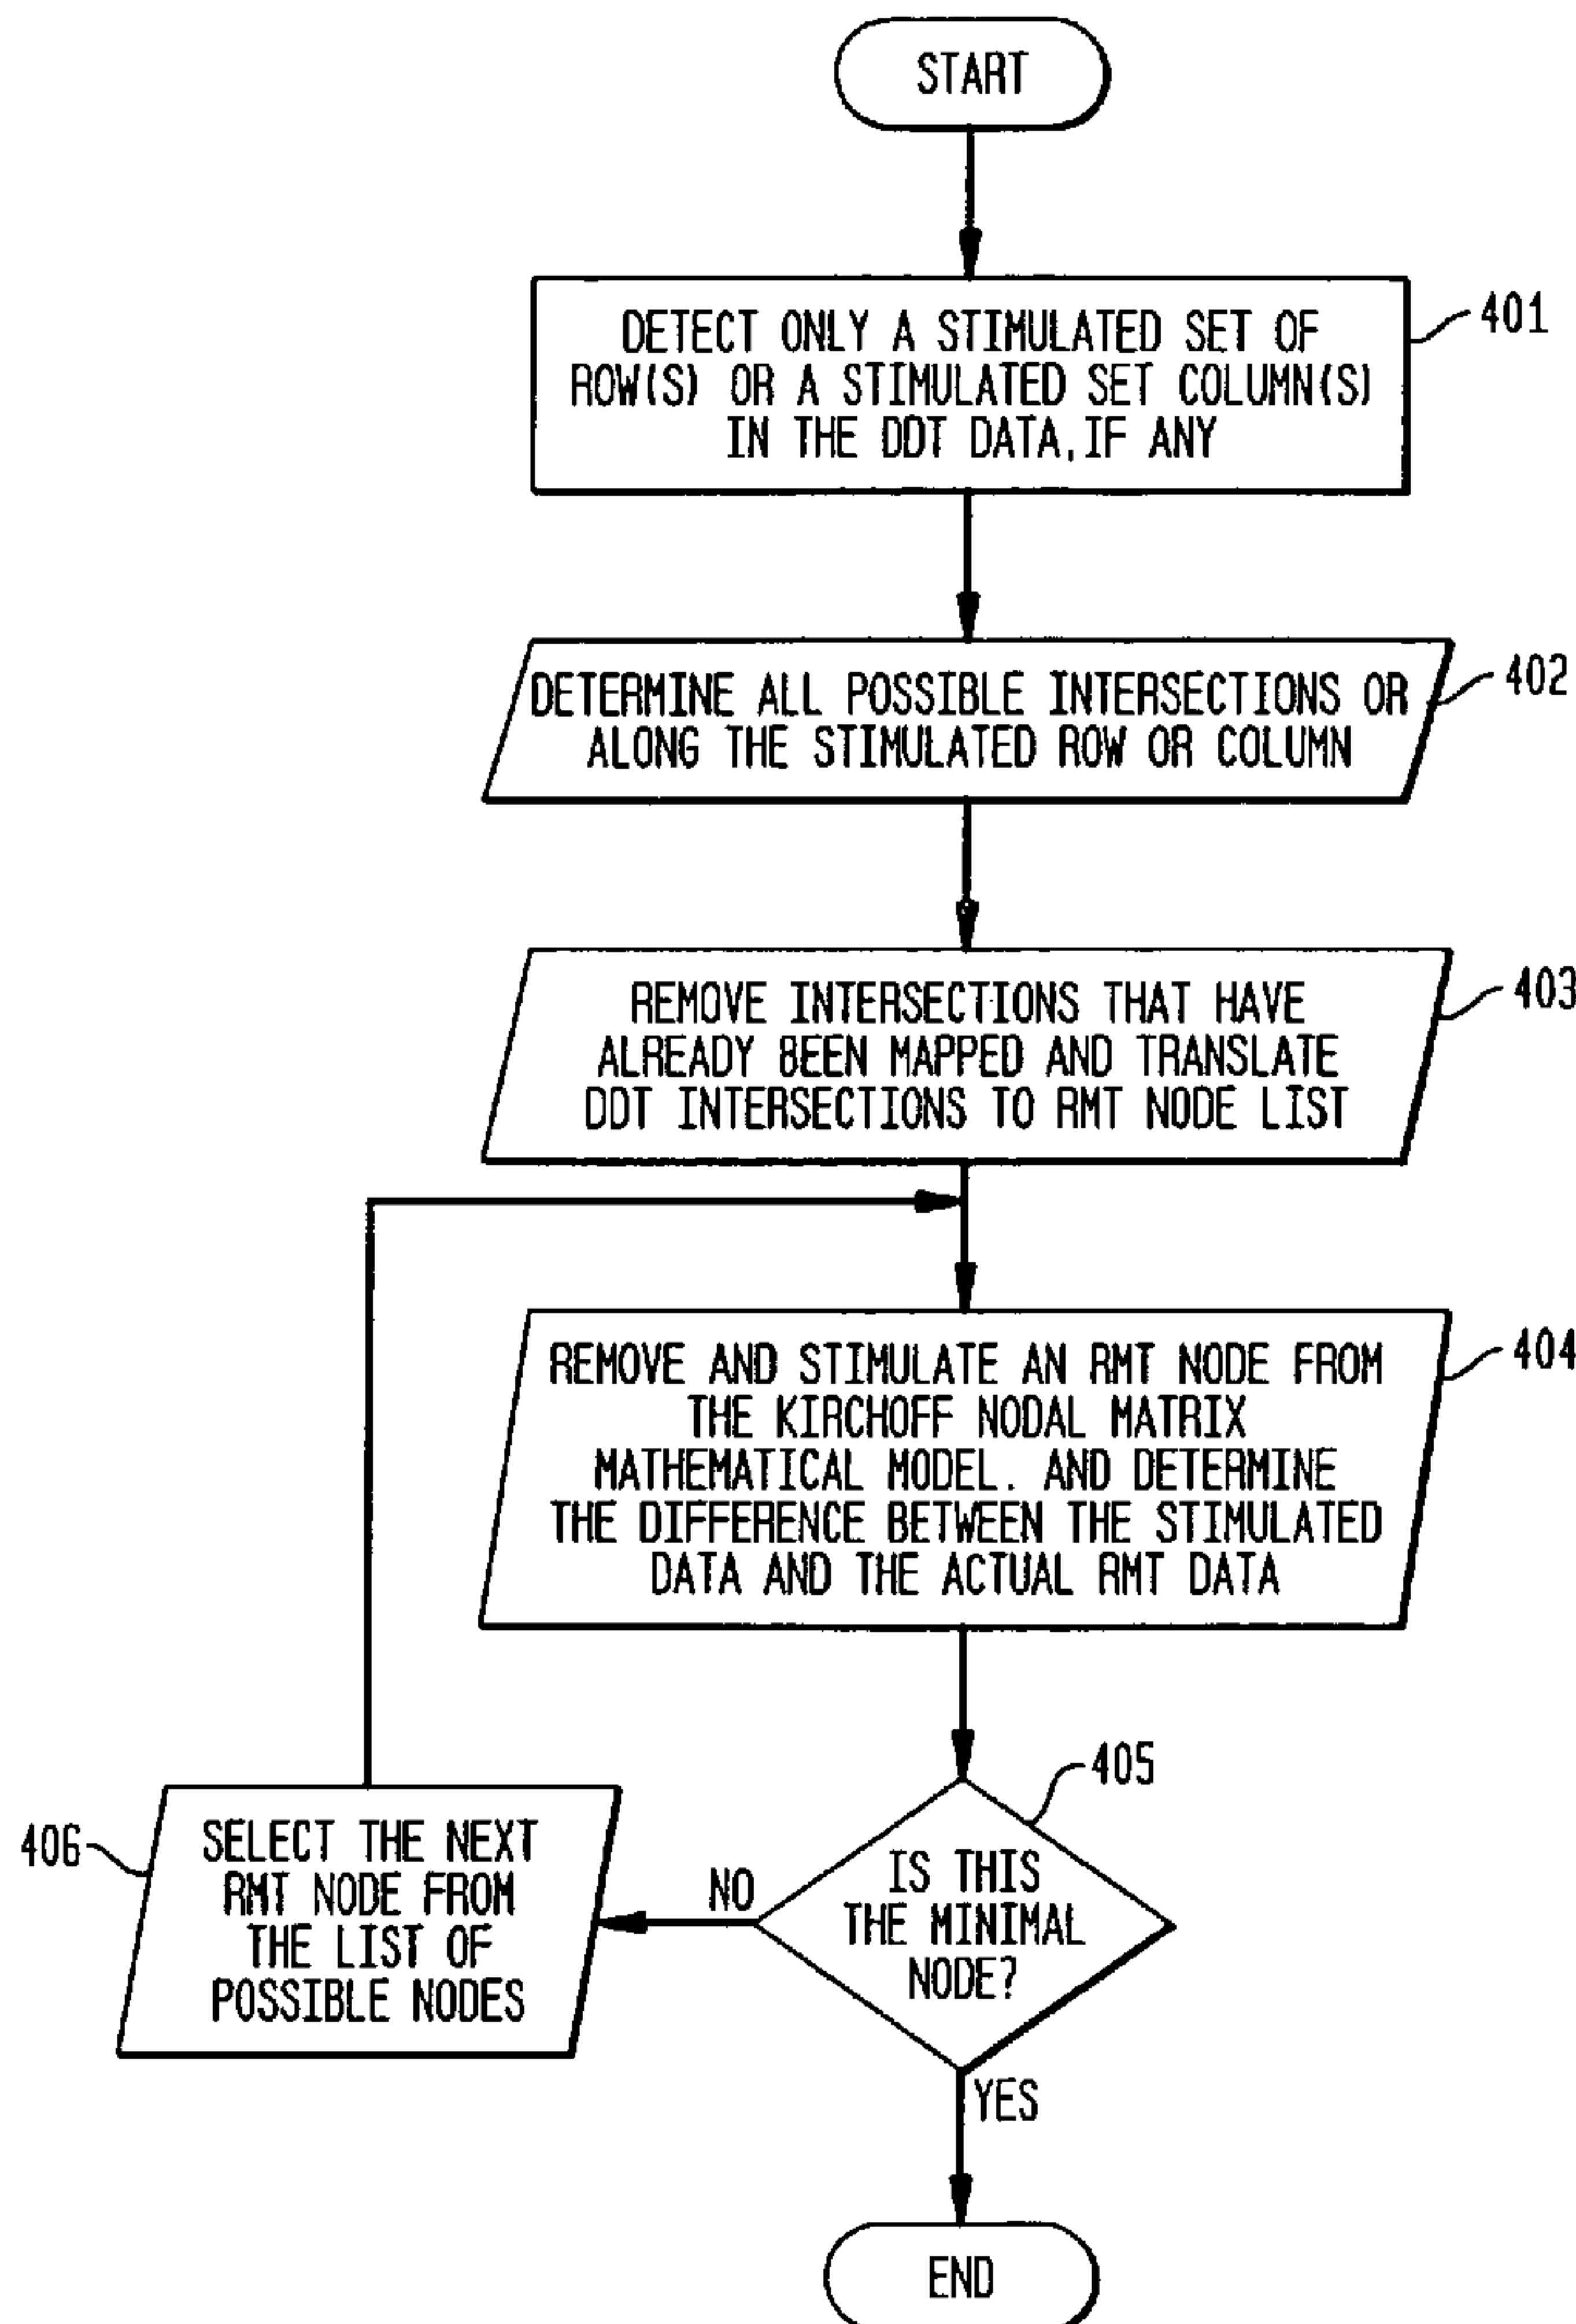 START
DETECT ONLY A STIMULATED SET OF
ROW(S) OR A STIMULATED SET COLUMN(S)
IN THE DDT DATA, IF ANY
401
DETERMINE ALL POSSIBLE INTERSECTIONS OR
ALONG THE STIMULATED ROW OR COLUMN
402
REMOVE INTERSECTIONS THAT HAVE
ALREADY BEEN MAPPED AND TRANSLATE
DDT INTERSECTIONS TO RMT NODE LIST
403
REMOVE AND STIMULATE AN RMT NODE FROM
THE KIRCHOFF NODAL MATRIX
MATHEMATICAL MODEL. AND DETERMINE
THE DIFFERENCE BETWEEN THE STIMULATED
DATA AND THE ACTUAL RMT DATA
404
405
IS THIS
THE MINIMAL
NODE?
NO
406
SELECT THE NEXT
RMT NODE FROM
THE LIST OF
POSSIBLE NODES
YES
END